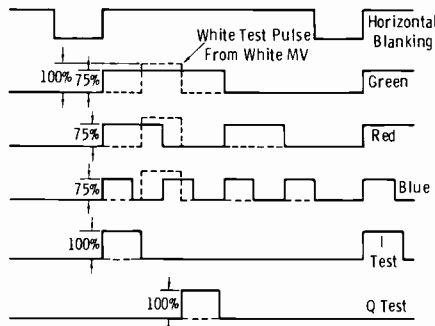 Horizontal
Blanking
White Test Pulse
From White MV
100%
75%
Green
75%
Red
75%
Blue
100%
I
Test
100%
Q Test